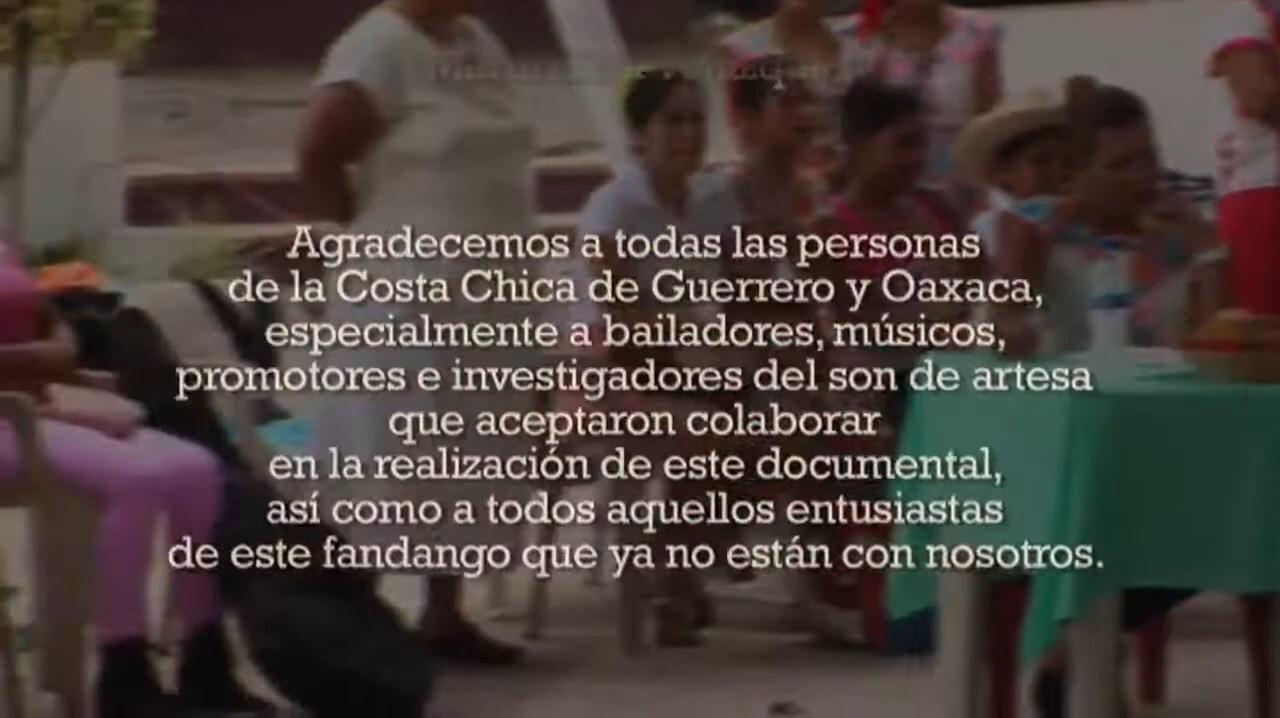 Agradecemos a todas las personas
de la Costa Chica de Guerrero y Oaxaca,
especialmente a bailadores, músicos,
promotores e investigadores del son de artesa
que aceptaron colaborar
en la realización de este documental,
así como a todos aquellos entusiastas
de este fandango que ya no están con nosotros.